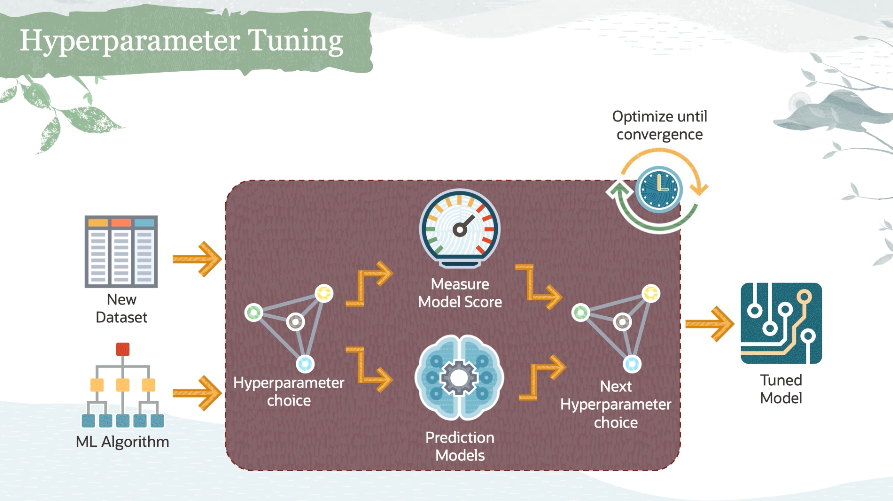 Hyperparameter Tuning
Optimize until
convergence
New
Dataset
ML Algorithm
Hyperparameter
choice
Measure
Model Score
Prediction
Models
Next
Hyperparameter
choice
Tuned
Model